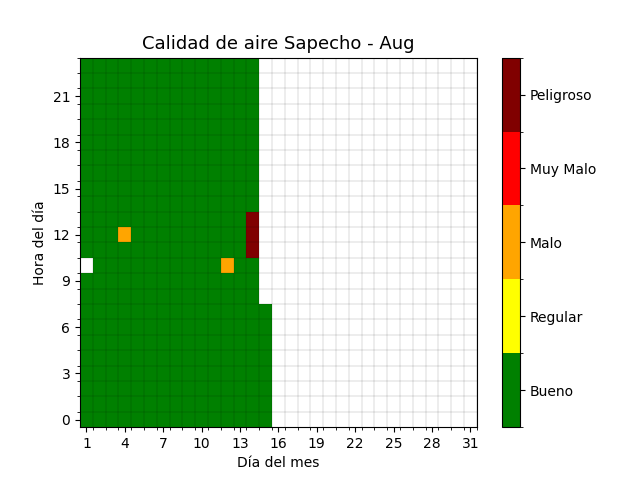 Calidad de aire Sapecho - Aug
Hora del día
21
18
15
12
9
6
3
0
1 4 7 10 13 16 19 22 25 28 31
Día del mes
Peligroso
Muy Malo
Malo
Regular
Bueno